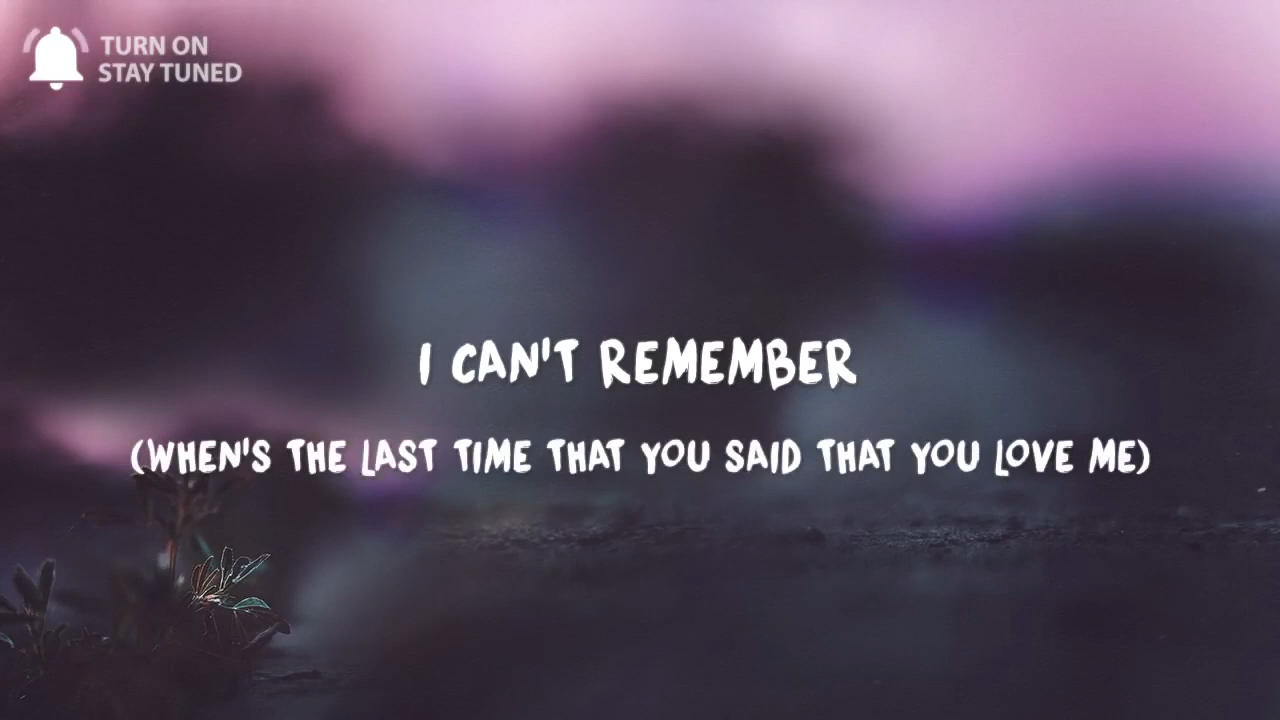 TURN ON
STAY TUNED
I CAN'T REMEMBER
(WHEN'S THE LAST TIME THAT YOU SAID THAT YOU LOVE ME)